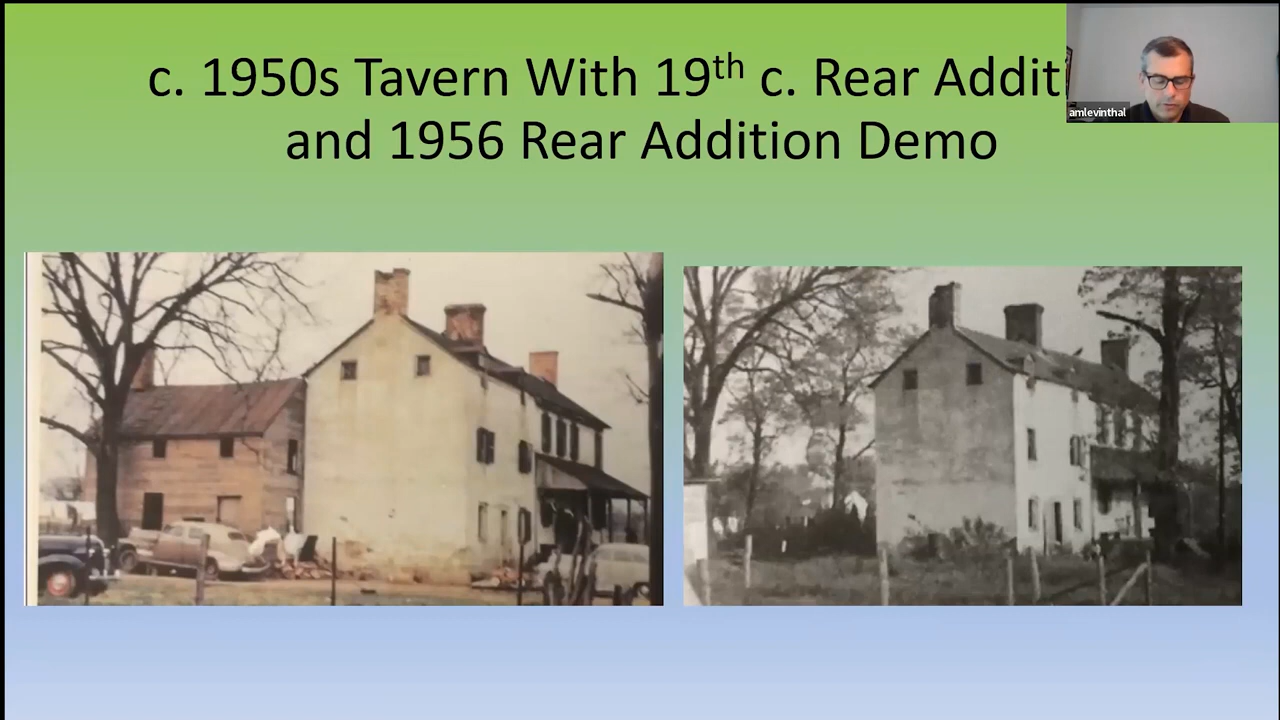 c. 1950s Tavern With 19th c. Rear Addit
and 1956 Rear Addition Demo
amlevinthal